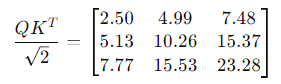 QK^T / √2 = [2.50 4.99 7.48
5.13 10.26 15.37
7.77 15.53 23.28]